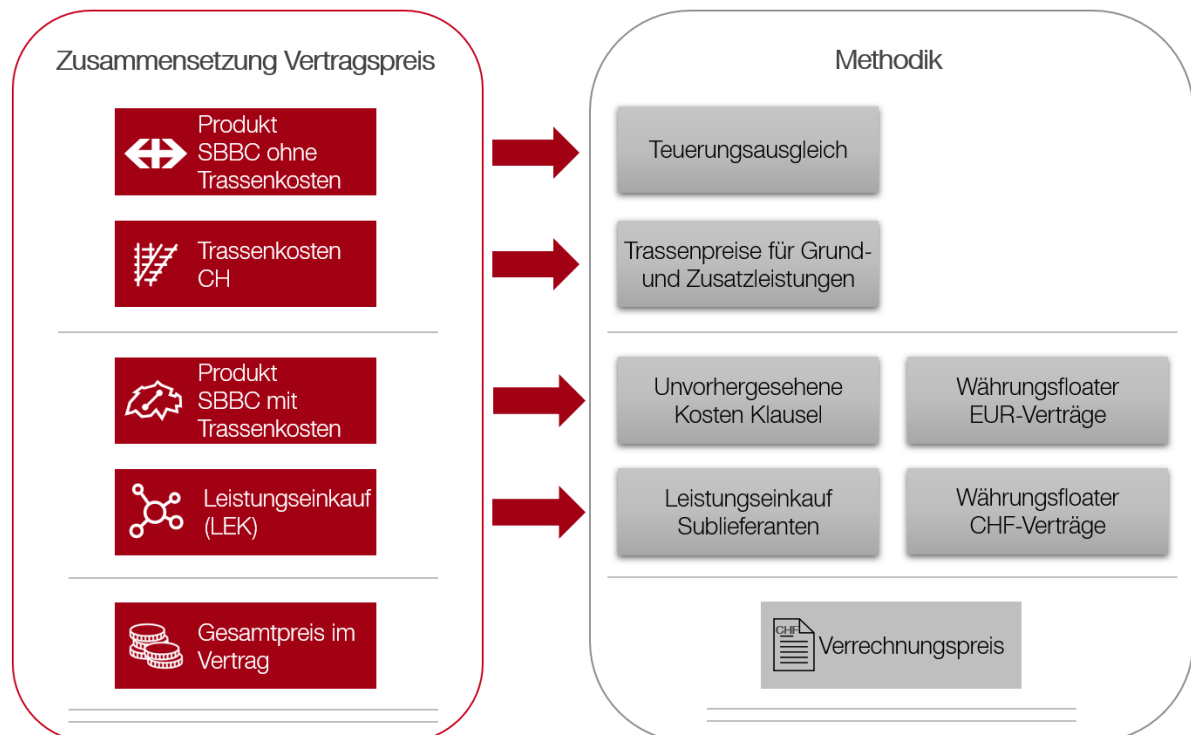 Zusammensetzung Vertragspreis
Methodik
Produkt
SBBC ohne
Trassenkosten
Teuerungsausgleich
Trassenkosten
CH
Trassenpreise für Grund-
und Zusatzleistungen
Produkt
SBBC mit
Trassenkosten
Unvorhergesehene
Kosten Klausel
Währungsfloater
EUR-Verträge
Leistungseinkauf
(LEK)
Leistungseinkauf
Sublieferanten
Währungsfloater
CHF-Verträge
Gesamtpreis im
Vertrag
CHF
Verrechnungspreis